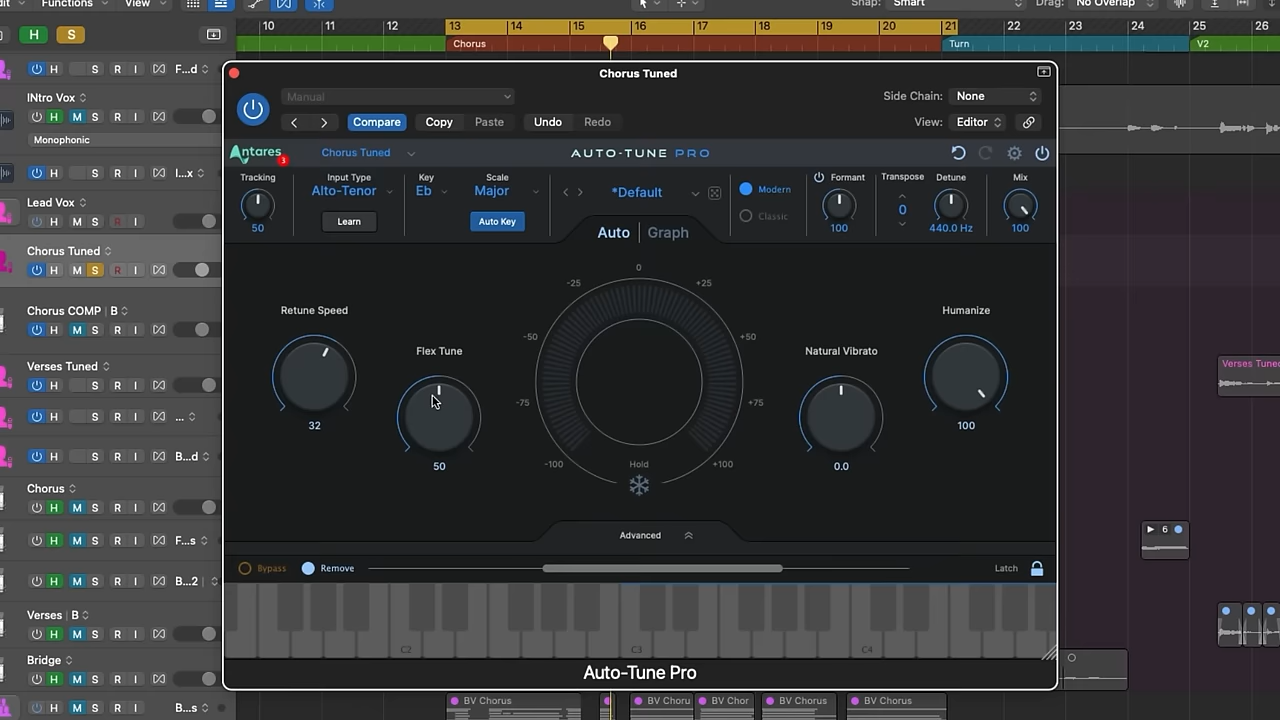 Functions
View
Snap: Smart
Drag: No Overlap
10 11 12 13 14 15 16 17 18 19 20 21 22 23 24 25 26
Chorus
Turn
V2
H S
H S R I F...d
INtro Vox
H M S R I
Monophonic
H S R I I...x
Lead Vox
H M S R I
Chorus Tuned
H M S R I
Chorus COMP | B
H M S R I
Verses Tuned
H M S R I
H M S R I ...
H S R I B...d
Chorus
H M S R I
H M S R I F...s
H M S R I B...2
Verses | B
H M S R I
Bridge
H M S R I
H M S R I B...s
Chorus Tuned
Manual
Side Chain: None
Compare Copy Paste Undo Redo
View: Editor
Antares 3
Chorus Tuned
AUTO-TUNE PRO
Tracking
50
Input Type
Alto-Tenor
Learn
Key
Eb
Scale
Major
Auto Key
*Default
Modern
Classic
Formant
100
Transpose
0
Detune
440.0 Hz
Mix
100
Auto | Graph
0
-25 +25
-50 +50
-75 +75
-100 +100
Hold
Retune Speed
32
Flex Tune
50
Natural Vibrato
0.0
Humanize
100
Advanced
Bypass Remove
Latch
C2 C3 C4
Auto-Tune Pro
Verses Tuned
6
BV Chorus BV Choru BV Chor BV Chorus BV Chorus